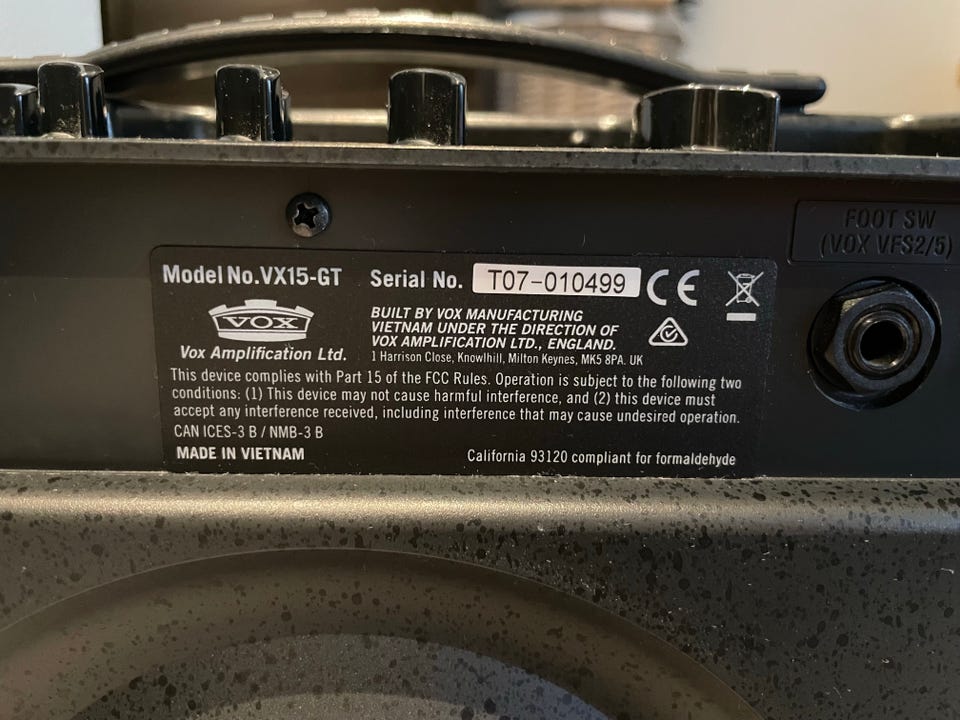 FOOT SW
(VOX VFS2/5)
Model No. VX15-GT
Serial No. T07-010499
CE
VOX
Vox Amplification Ltd.
BUILT BY VOX MANUFACTURING
VIETNAM UNDER THE DIRECTION OF
VOX AMPLIFICATION LTD., ENGLAND.
1 Harrison Close, Knowlhill, Milton Keynes, MK5 8PA. UK
This device complies with Part 15 of the FCC Rules. Operation is subject to the following two
conditions: (1) This device may not cause harmful interference, and (2) this device must
accept any interference received, including interference that may cause undesired operation.
CAN ICES-3 B / NMB-3 B
MADE IN VIETNAM
California 93120 compliant for formaldehyde